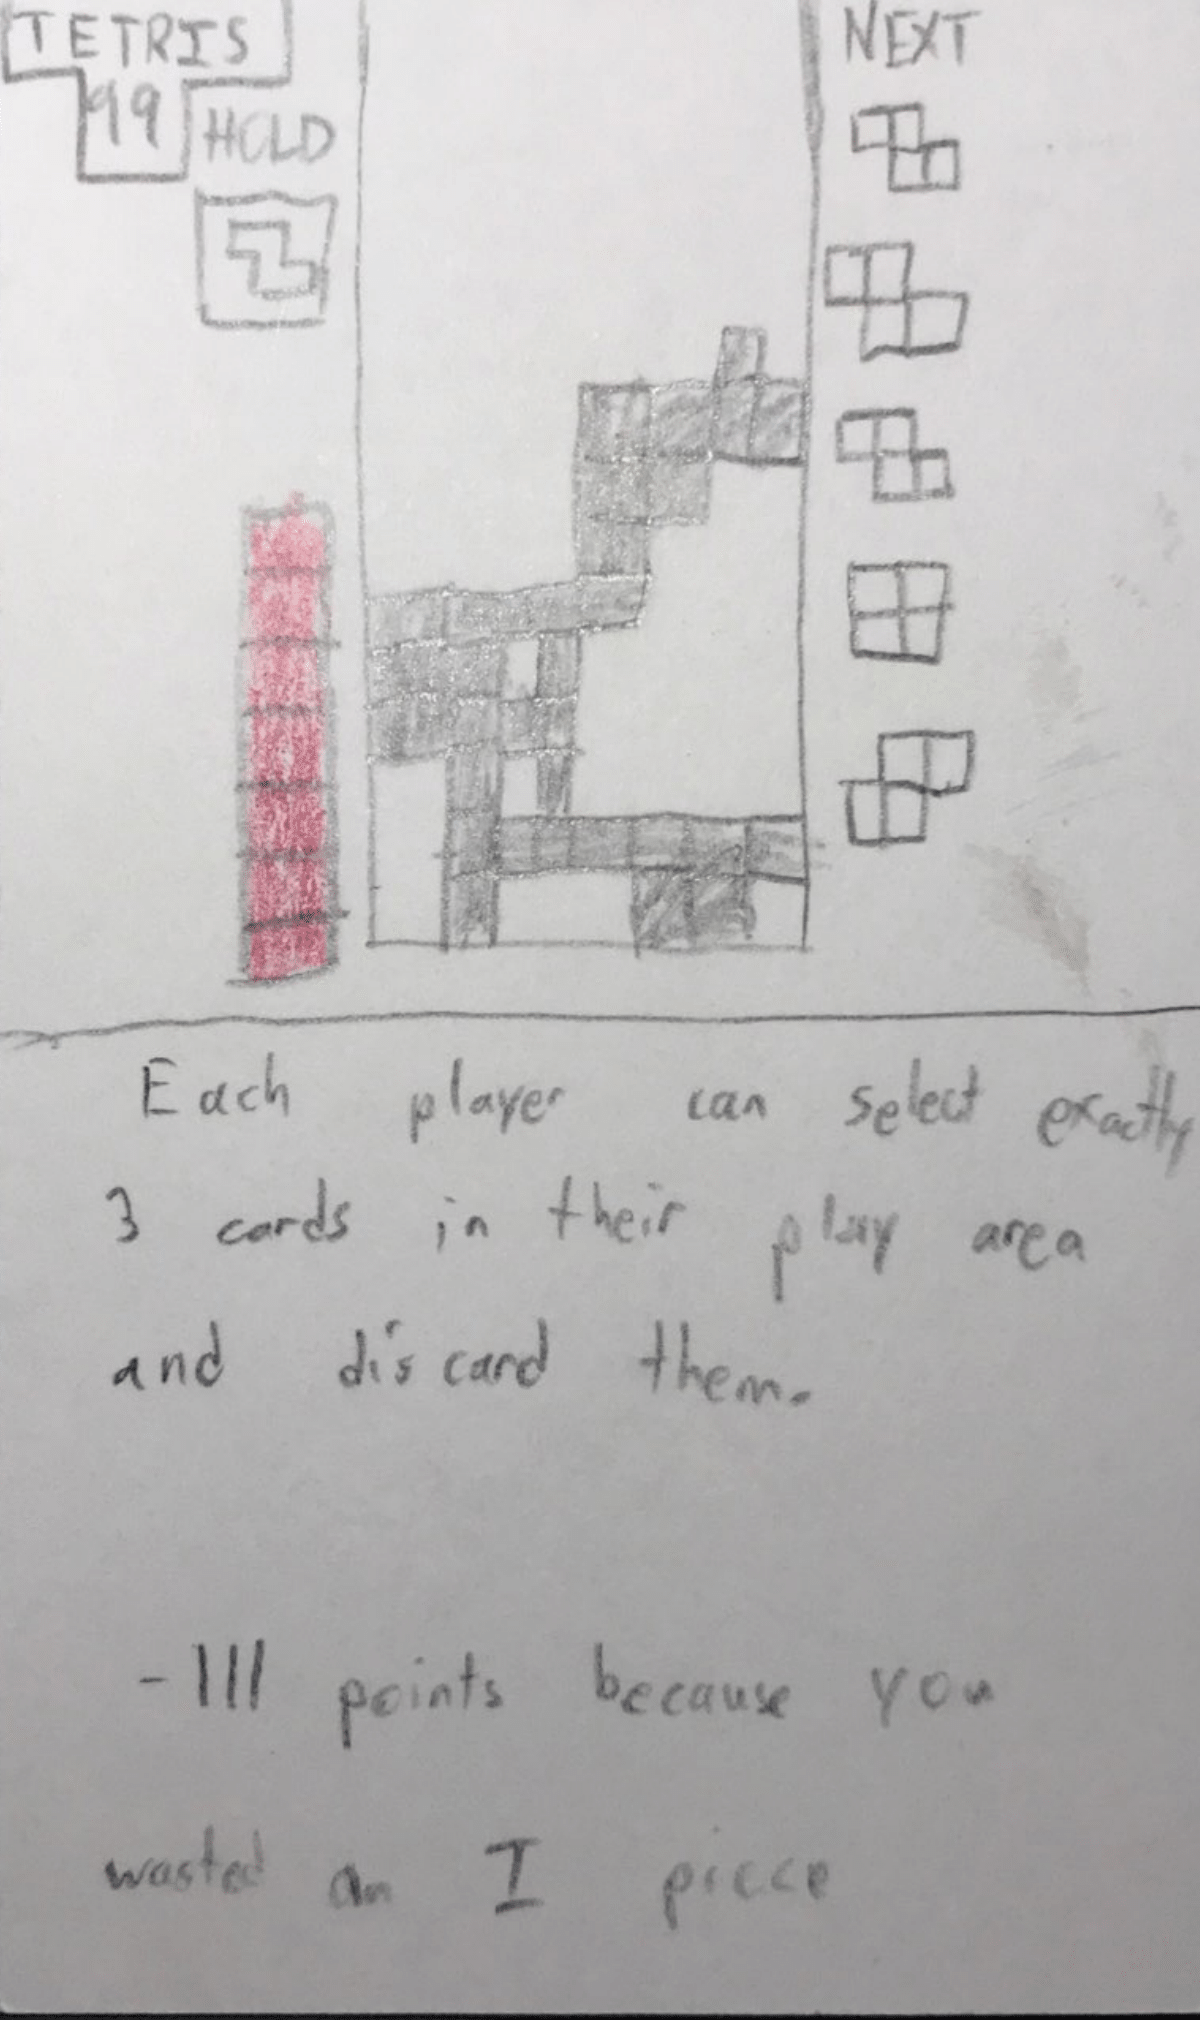 TETRIS
99
HOLD
NEXT
Each player can select exactly
3 cards in their play area
and discard them.
-111 points because you
wasted an I piece